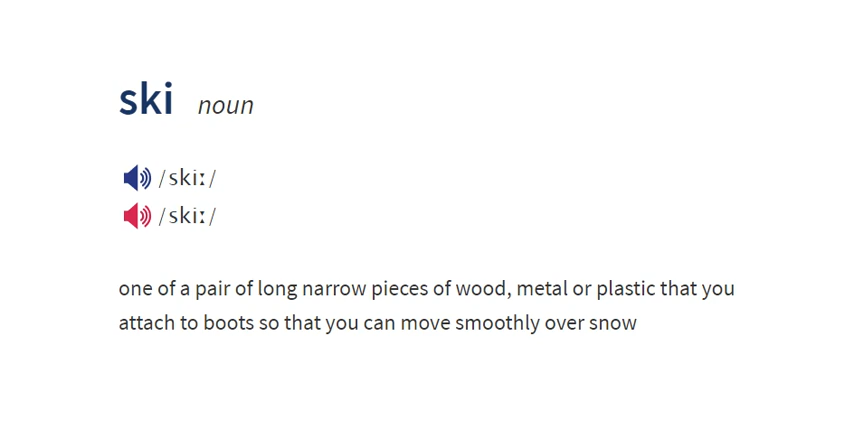 ski noun
/skiː/
/skiː/
one of a pair of long narrow pieces of wood, metal or plastic that you
attach to boots so that you can move smoothly over snow